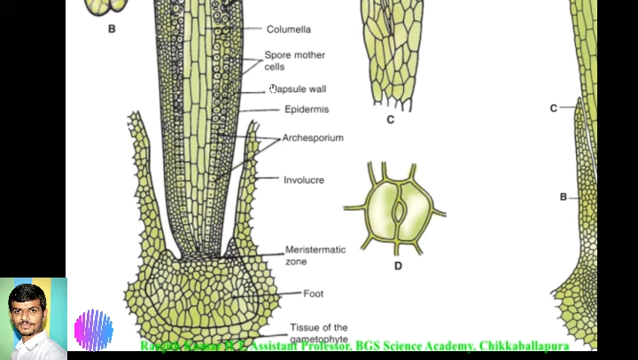 B
Columella
Spore mother
cells
Capsule wall
Epidermis
Archesporium
Involucre
Meristermatic
zone
Foot
Tissue of the
gametophyte
C
D
C
B
Assistant Professor, BGS Science Academy, Chikkaballapura